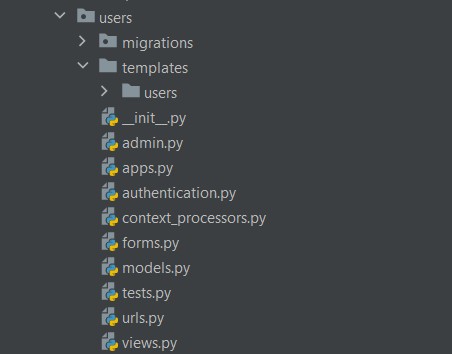 users
migrations
templates
users
__init__.py
admin.py
apps.py
authentication.py
context_processors.py
forms.py
models.py
tests.py
urls.py
views.py